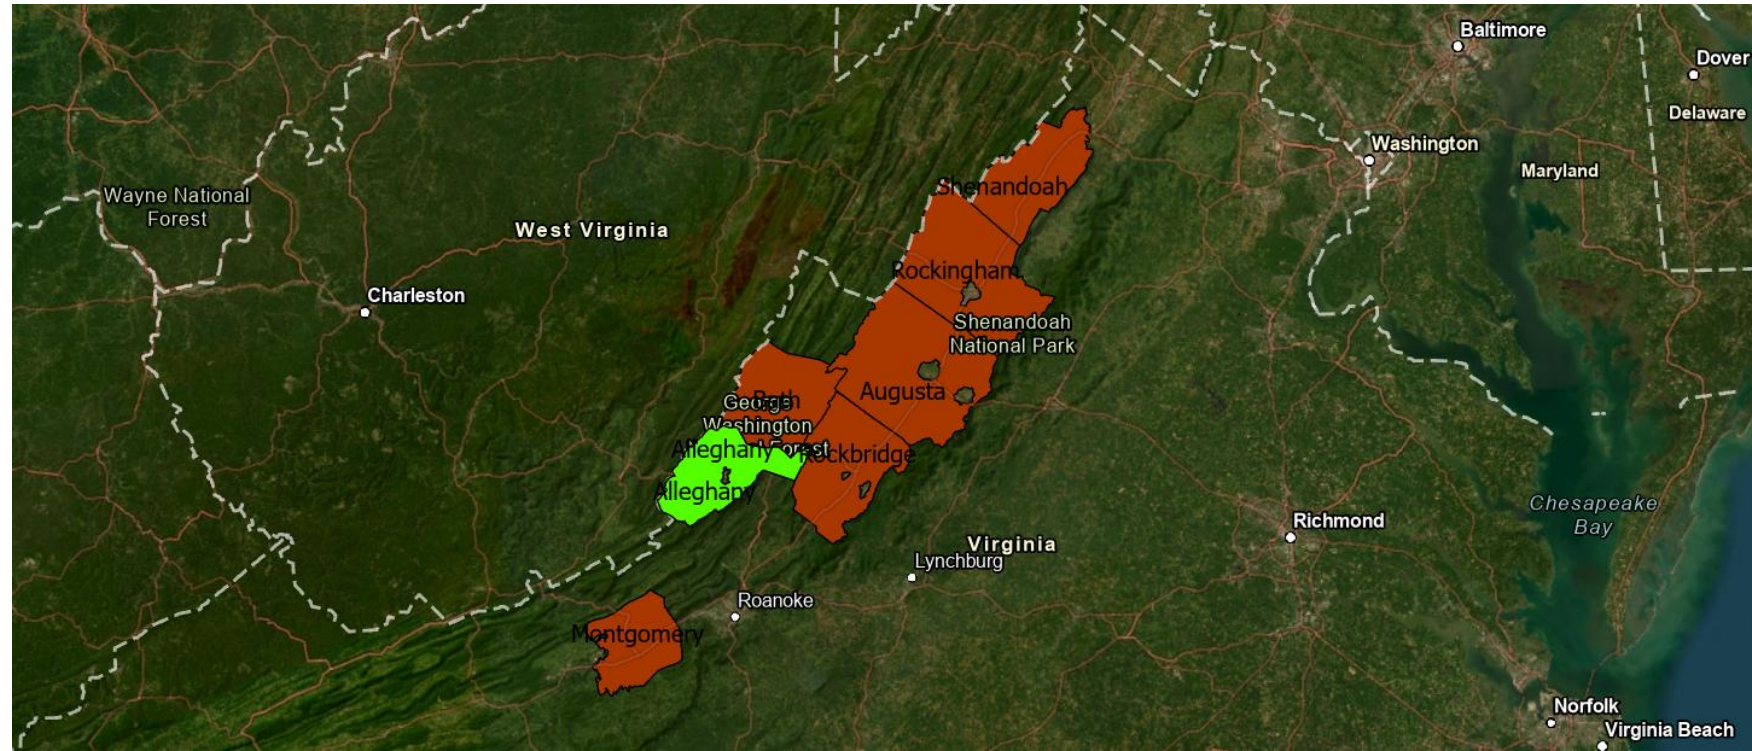 Baltimore
Dover
Delaware
Washington
Maryland
Wayne National
Forest
Shenandoah
West Virginia
Rockingham
Charleston
Shenandoah
National Park
Augusta
Bath
George
Washington
Forest
Alleghany
Rockbridge
Alleghany
Chesapeake
Bay
Richmond
Virginia
Lynchburg
Roanoke
Montgomery
Norfolk
Virginia Beach